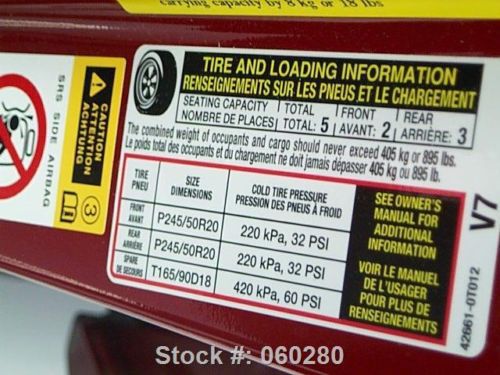 carrying capacity by 8 kg or 18 lbs
TIRE AND LOADING INFORMATION
RENSEIGNEMENTS SUR LES PNEUS ET LE CHARGEMENT
SEATING CAPACITY TOTAL FRONT REAR
NOMBRE DE PLACES TOTAL: 5 AVANT: 2 ARRIÈRE: 3
The combined weight of occupants and cargo should never exceed 405 kg or 895 lbs.
Le poids total des occupants et du chargement ne doit jamais dépasser 405 kg ou 895 lb.
TIRE SIZE COLD TIRE PRESSURE
PNEU DIMENSIONS PRESSION DES PNEUS À FROID
FRONT
AVANT P245/50R20 220 kPa, 32 PSI
REAR
ARRIÈRE P245/50R20 220 kPa, 32 PSI
SPARE
DE SECOURS T165/90D18 420 kPa, 60 PSI
SEE OWNER'S
MANUAL FOR
ADDITIONAL
INFORMATION
VOIR LE MANUEL
DE L'USAGER
POUR PLUS DE
RENSEIGNEMENTS
V7
42661-0T012
SRS SIDE AIRBAG
CAUTION
ATTENTION
ACHTUNG
3
Stock #: 060280